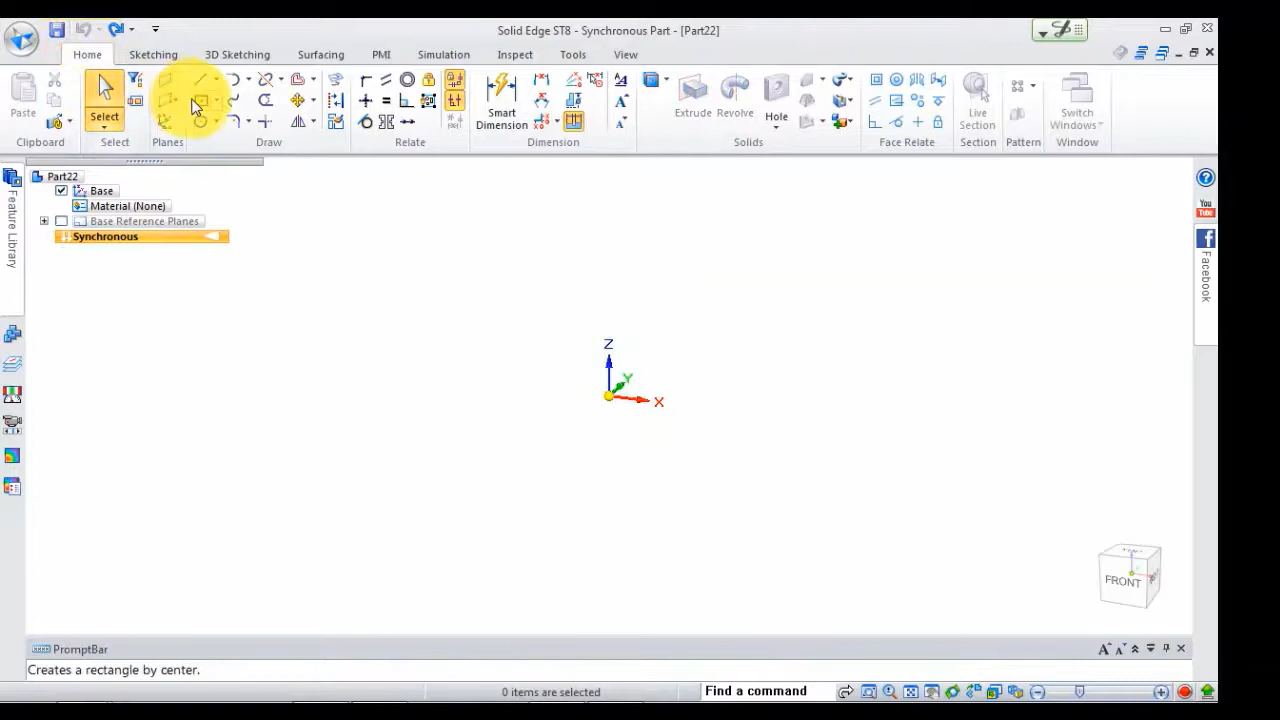 Solid Edge ST8 - Synchronous Part - [Part22]
Home Sketching 3D Sketching Surfacing PMI Simulation Inspect Tools View
Paste Select Smart Dimension Extrude Revolve Hole Live Section Switch Windows
Clipboard Select Planes Draw Relate Dimension Solids Face Relate Section Pattern Window
Feature Library
Part22
Base
Material (None)
Base Reference Planes
Synchronous
You
Tube
Facebook
Z
Y
X
FRONT
PromptBar
Creates a rectangle by center.
0 items are selected Find a command